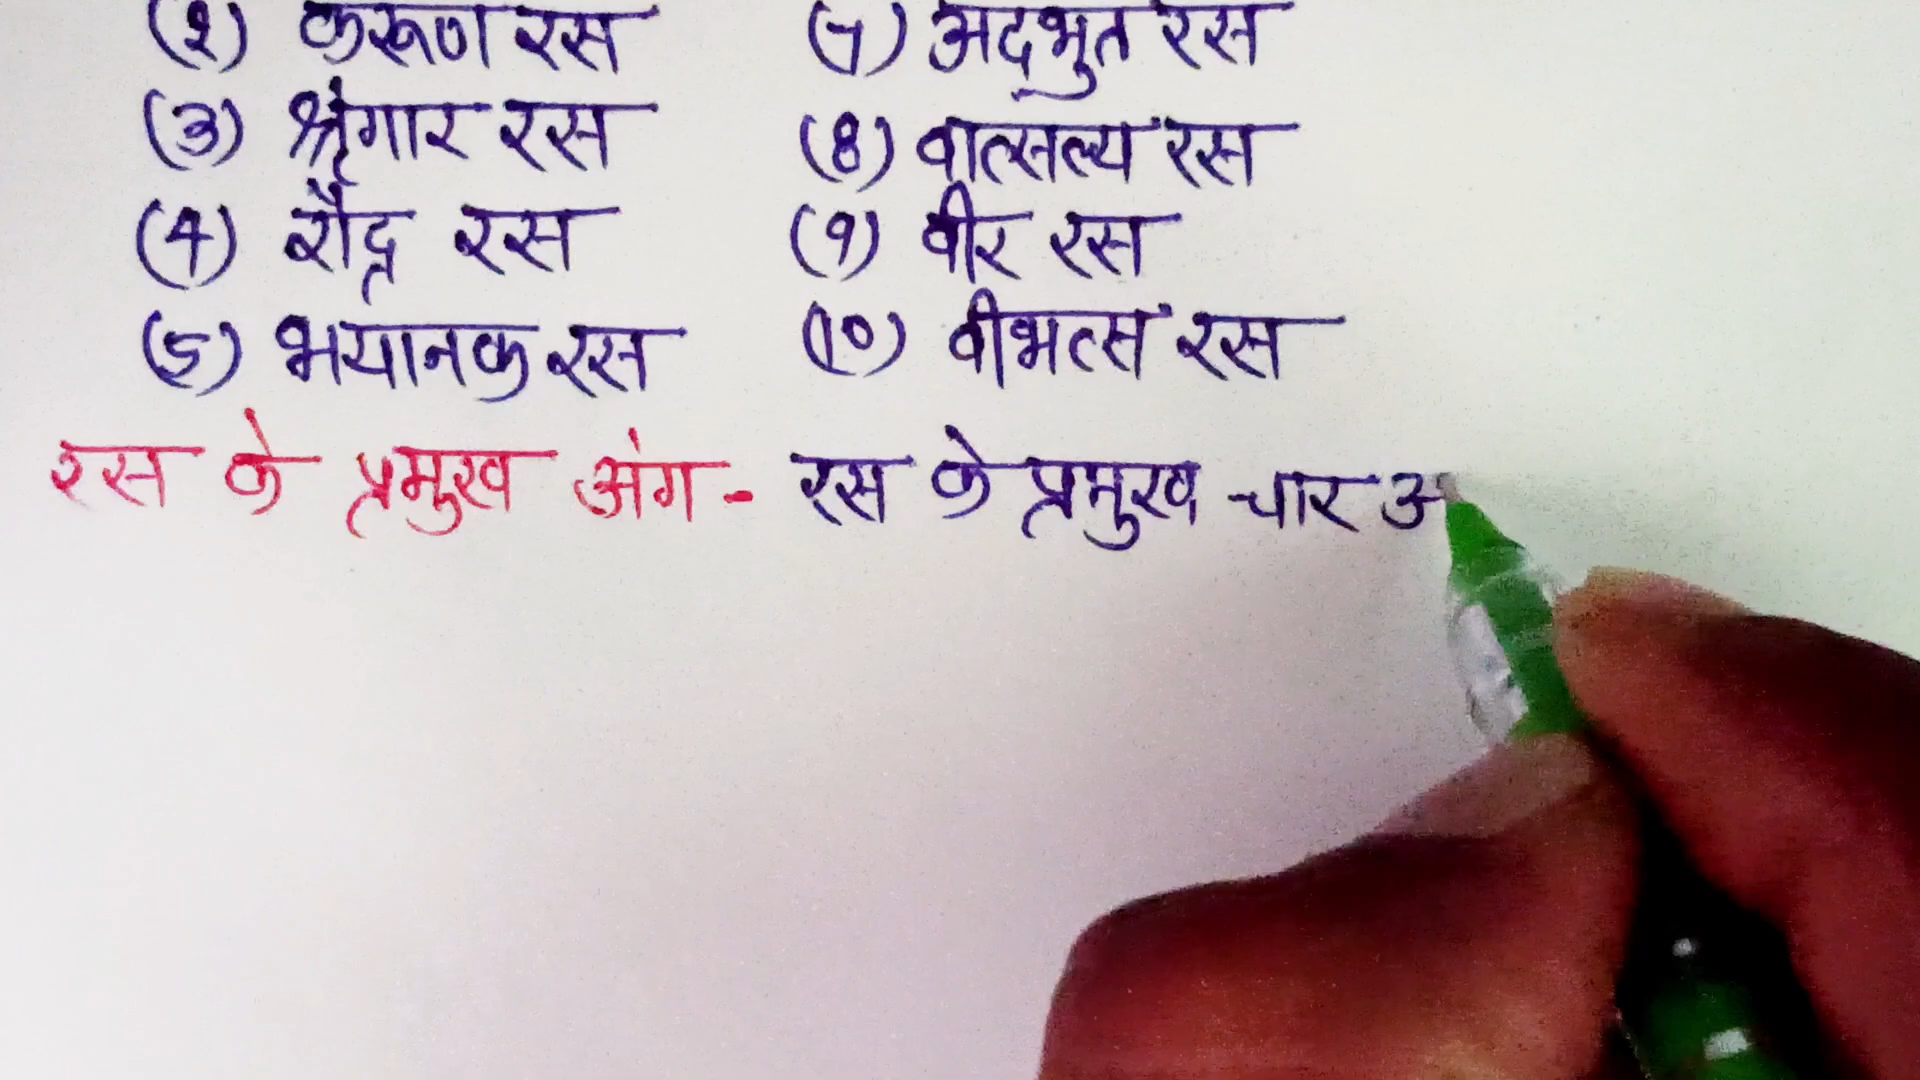 (2) करूण रस (7) अदभुत रस
(3) श्रृंगार रस (8) वात्सल्य रस
(4) रौद्र रस (9) वीर रस
(5) भयानक रस (10) वीभत्स रस
रस के प्रमुख अंग - रस के प्रमुख चार अ